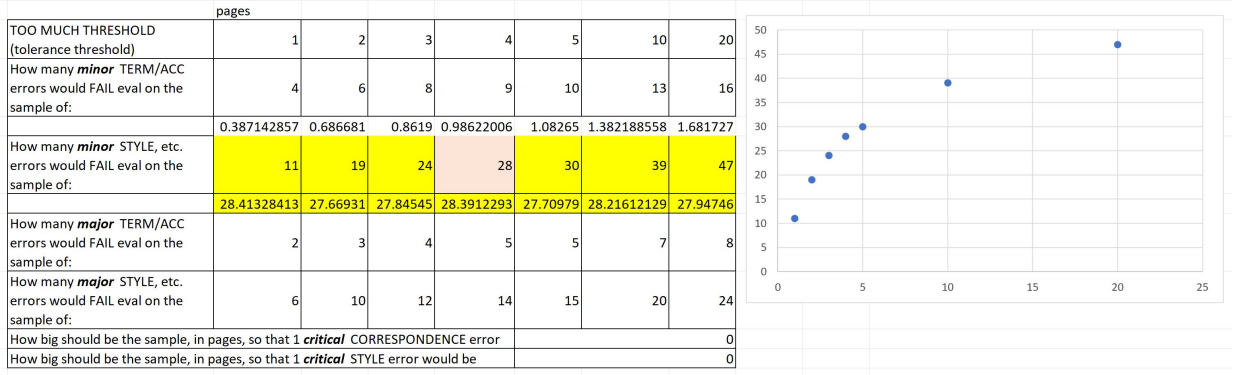 pages
TOO MUCH THRESHOLD
(tolerance threshold) 1 2 3 4 5 10 20
How many minor TERM/ACC
errors would FAIL eval on the 4 6 8 9 10 13 16
sample of:
0.387142857 0.686681 0.8619 0.98622006 1.08265 1.382188558 1.681727
How many minor STYLE, etc.
errors would FAIL eval on the 11 19 24 28 30 39 47
sample of:
28.41328413 27.66931 27.84545 28.3912293 27.70979 28.21612129 27.94746
How many major TERM/ACC
errors would FAIL eval on the 2 3 4 5 5 7 8
sample of:
How many major STYLE, etc.
errors would FAIL eval on the 6 10 12 14 15 20 24
sample of:
How big should be the sample, in pages, so that 1 critical CORRESPONDENCE error 0
How big should be the sample, in pages, so that 1 critical STYLE error would be 0
50
45
40
35
30
25
20
15
10
5
0
0 5 10 15 20 25